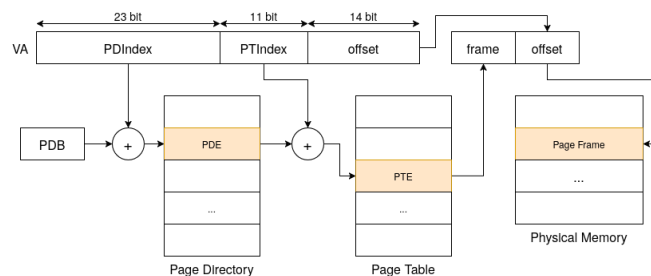 23 bit 11 bit 14 bit
VA PDIndex PTIndex offset frame offset
PDB + PDE + Page Frame
PTE ...
... ...
Page Directory Page Table Physical Memory